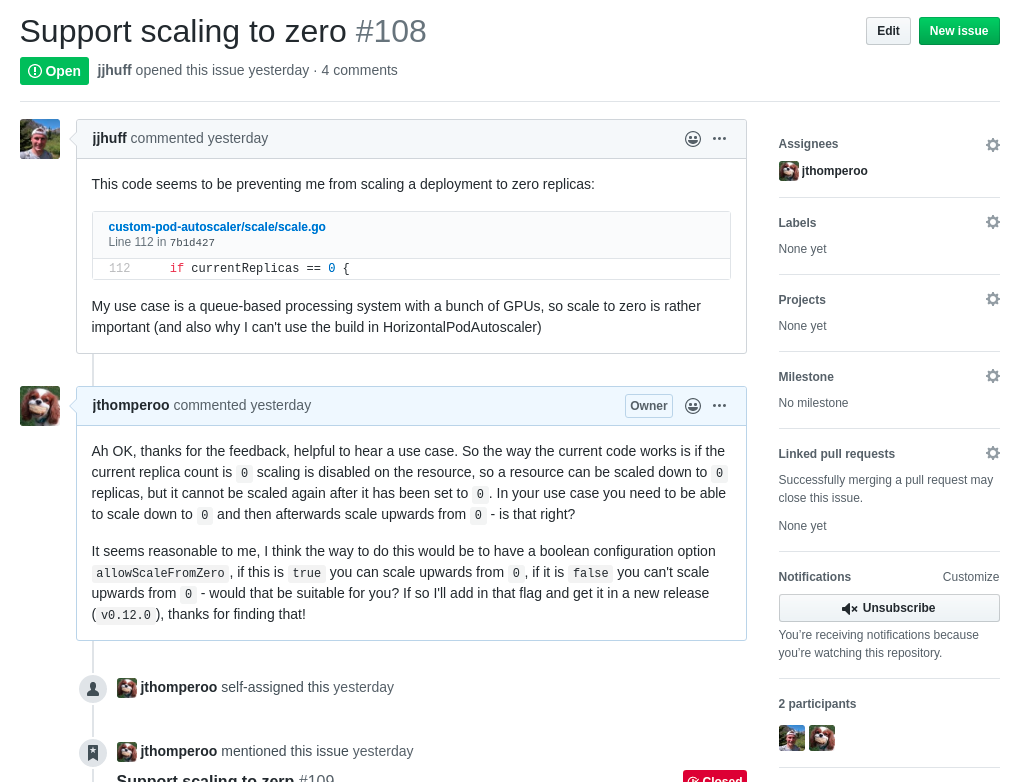 Support scaling to zero #108
Edit
New issue
Open
jjhuff opened this issue yesterday · 4 comments
jjhuff commented yesterday
This code seems to be preventing me from scaling a deployment to zero replicas:
custom-pod-autoscaler/scale/scale.go
Line 112 in 7b1d427
112 if currentReplicas == 0 {
My use case is a queue-based processing system with a bunch of GPUs, so scale to zero is rather
important (and also why I can't use the build in HorizontalPodAutoscaler)
jthomperoo commented yesterday
Owner
Ah OK, thanks for the feedback, helpful to hear a use case. So the way the current code works is if the
current replica count is 0 scaling is disabled on the resource, so a resource can be scaled down to 0
replicas, but it cannot be scaled again after it has been set to 0. In your use case you need to be able
to scale down to 0 and then afterwards scale upwards from 0 - is that right?
It seems reasonable to me, I think the way to do this would be to have a boolean configuration option
allowScaleFromZero, if this is true you can scale upwards from 0, if it is false you can't scale
upwards from 0 - would that be suitable for you? If so I'll add in that flag and get it in a new release
(v0.12.0), thanks for finding that!
jthomperoo self-assigned this yesterday
jthomperoo mentioned this issue yesterday
Support scaling to zero #109
Closed
Assignees
jthomperoo
Labels
None yet
Projects
None yet
Milestone
No milestone
Linked pull requests
Successfully merging a pull request may
close this issue.
None yet
Notifications
Customize
Unsubscribe
You’re receiving notifications because
you’re watching this repository.
2 participants